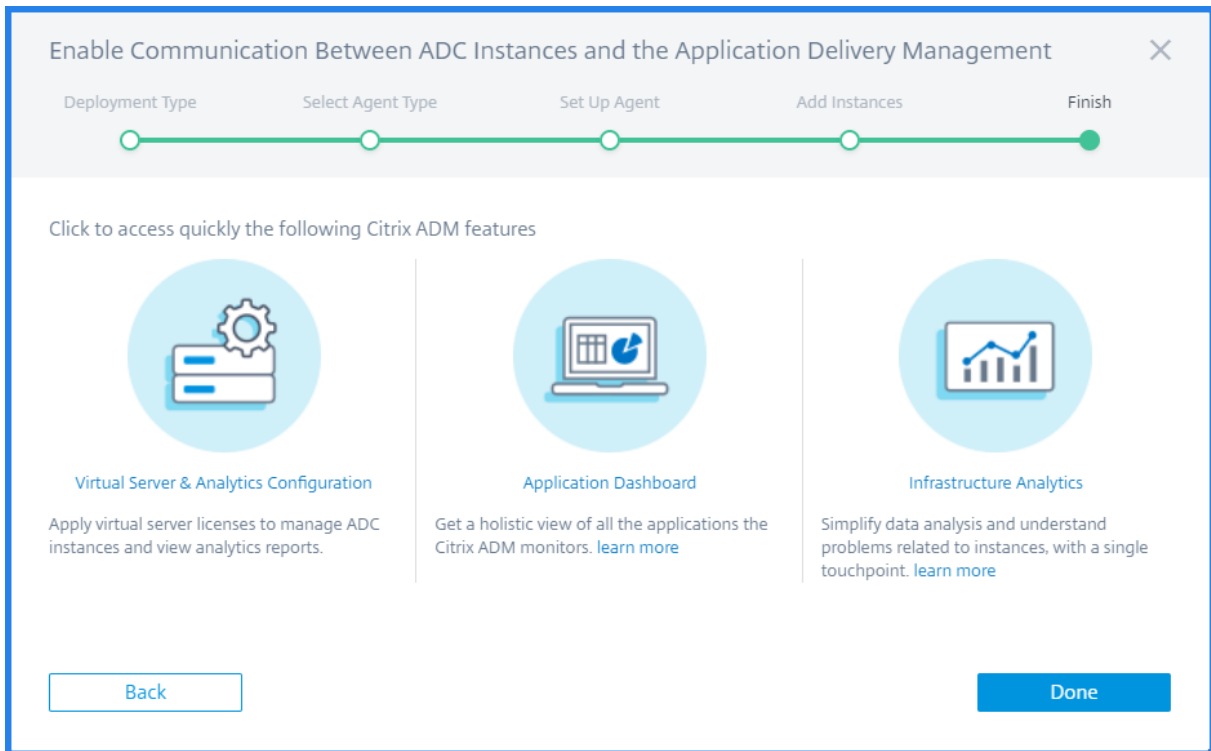 Enable Communication Between ADC Instances and the Application Delivery Management
Deployment Type
Select Agent Type
Set Up Agent
Add Instances
Finish
Click to access quickly the following Citrix ADM features
Virtual Server & Analytics Configuration
Apply virtual server licenses to manage ADC
instances and view analytics reports.
Application Dashboard
Get a holistic view of all the applications the
Citrix ADM monitors. learn more
Infrastructure Analytics
Simplify data analysis and understand
problems related to instances, with a single
touchpoint. learn more
Back
Done